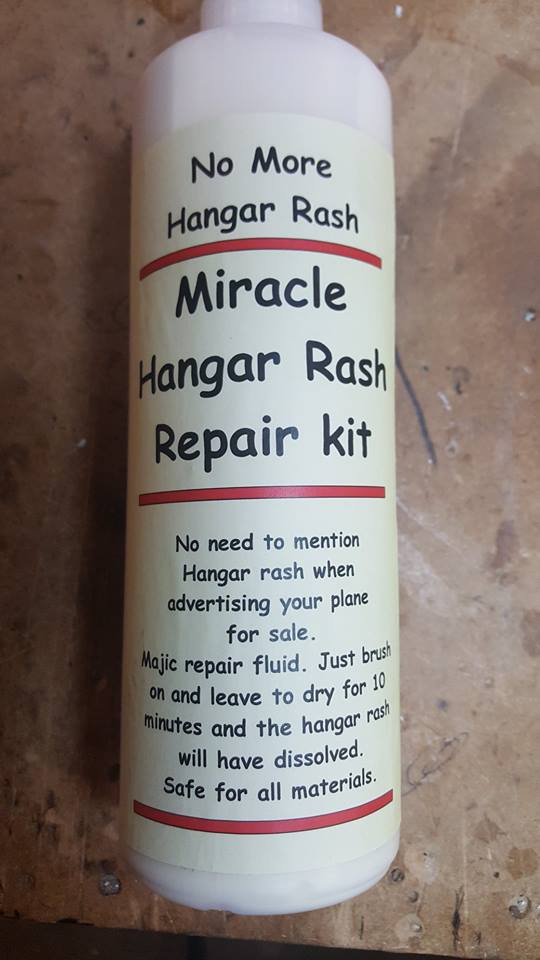 No More
Hangar Rash
Miracle
Hangar Rash
Repair kit
No need to mention
Hangar rash when
advertising your plane
for sale.
Majic repair fluid. Just brush
on and leave to dry for 10
minutes and the hangar rash
will have dissolved.
Safe for all materials.